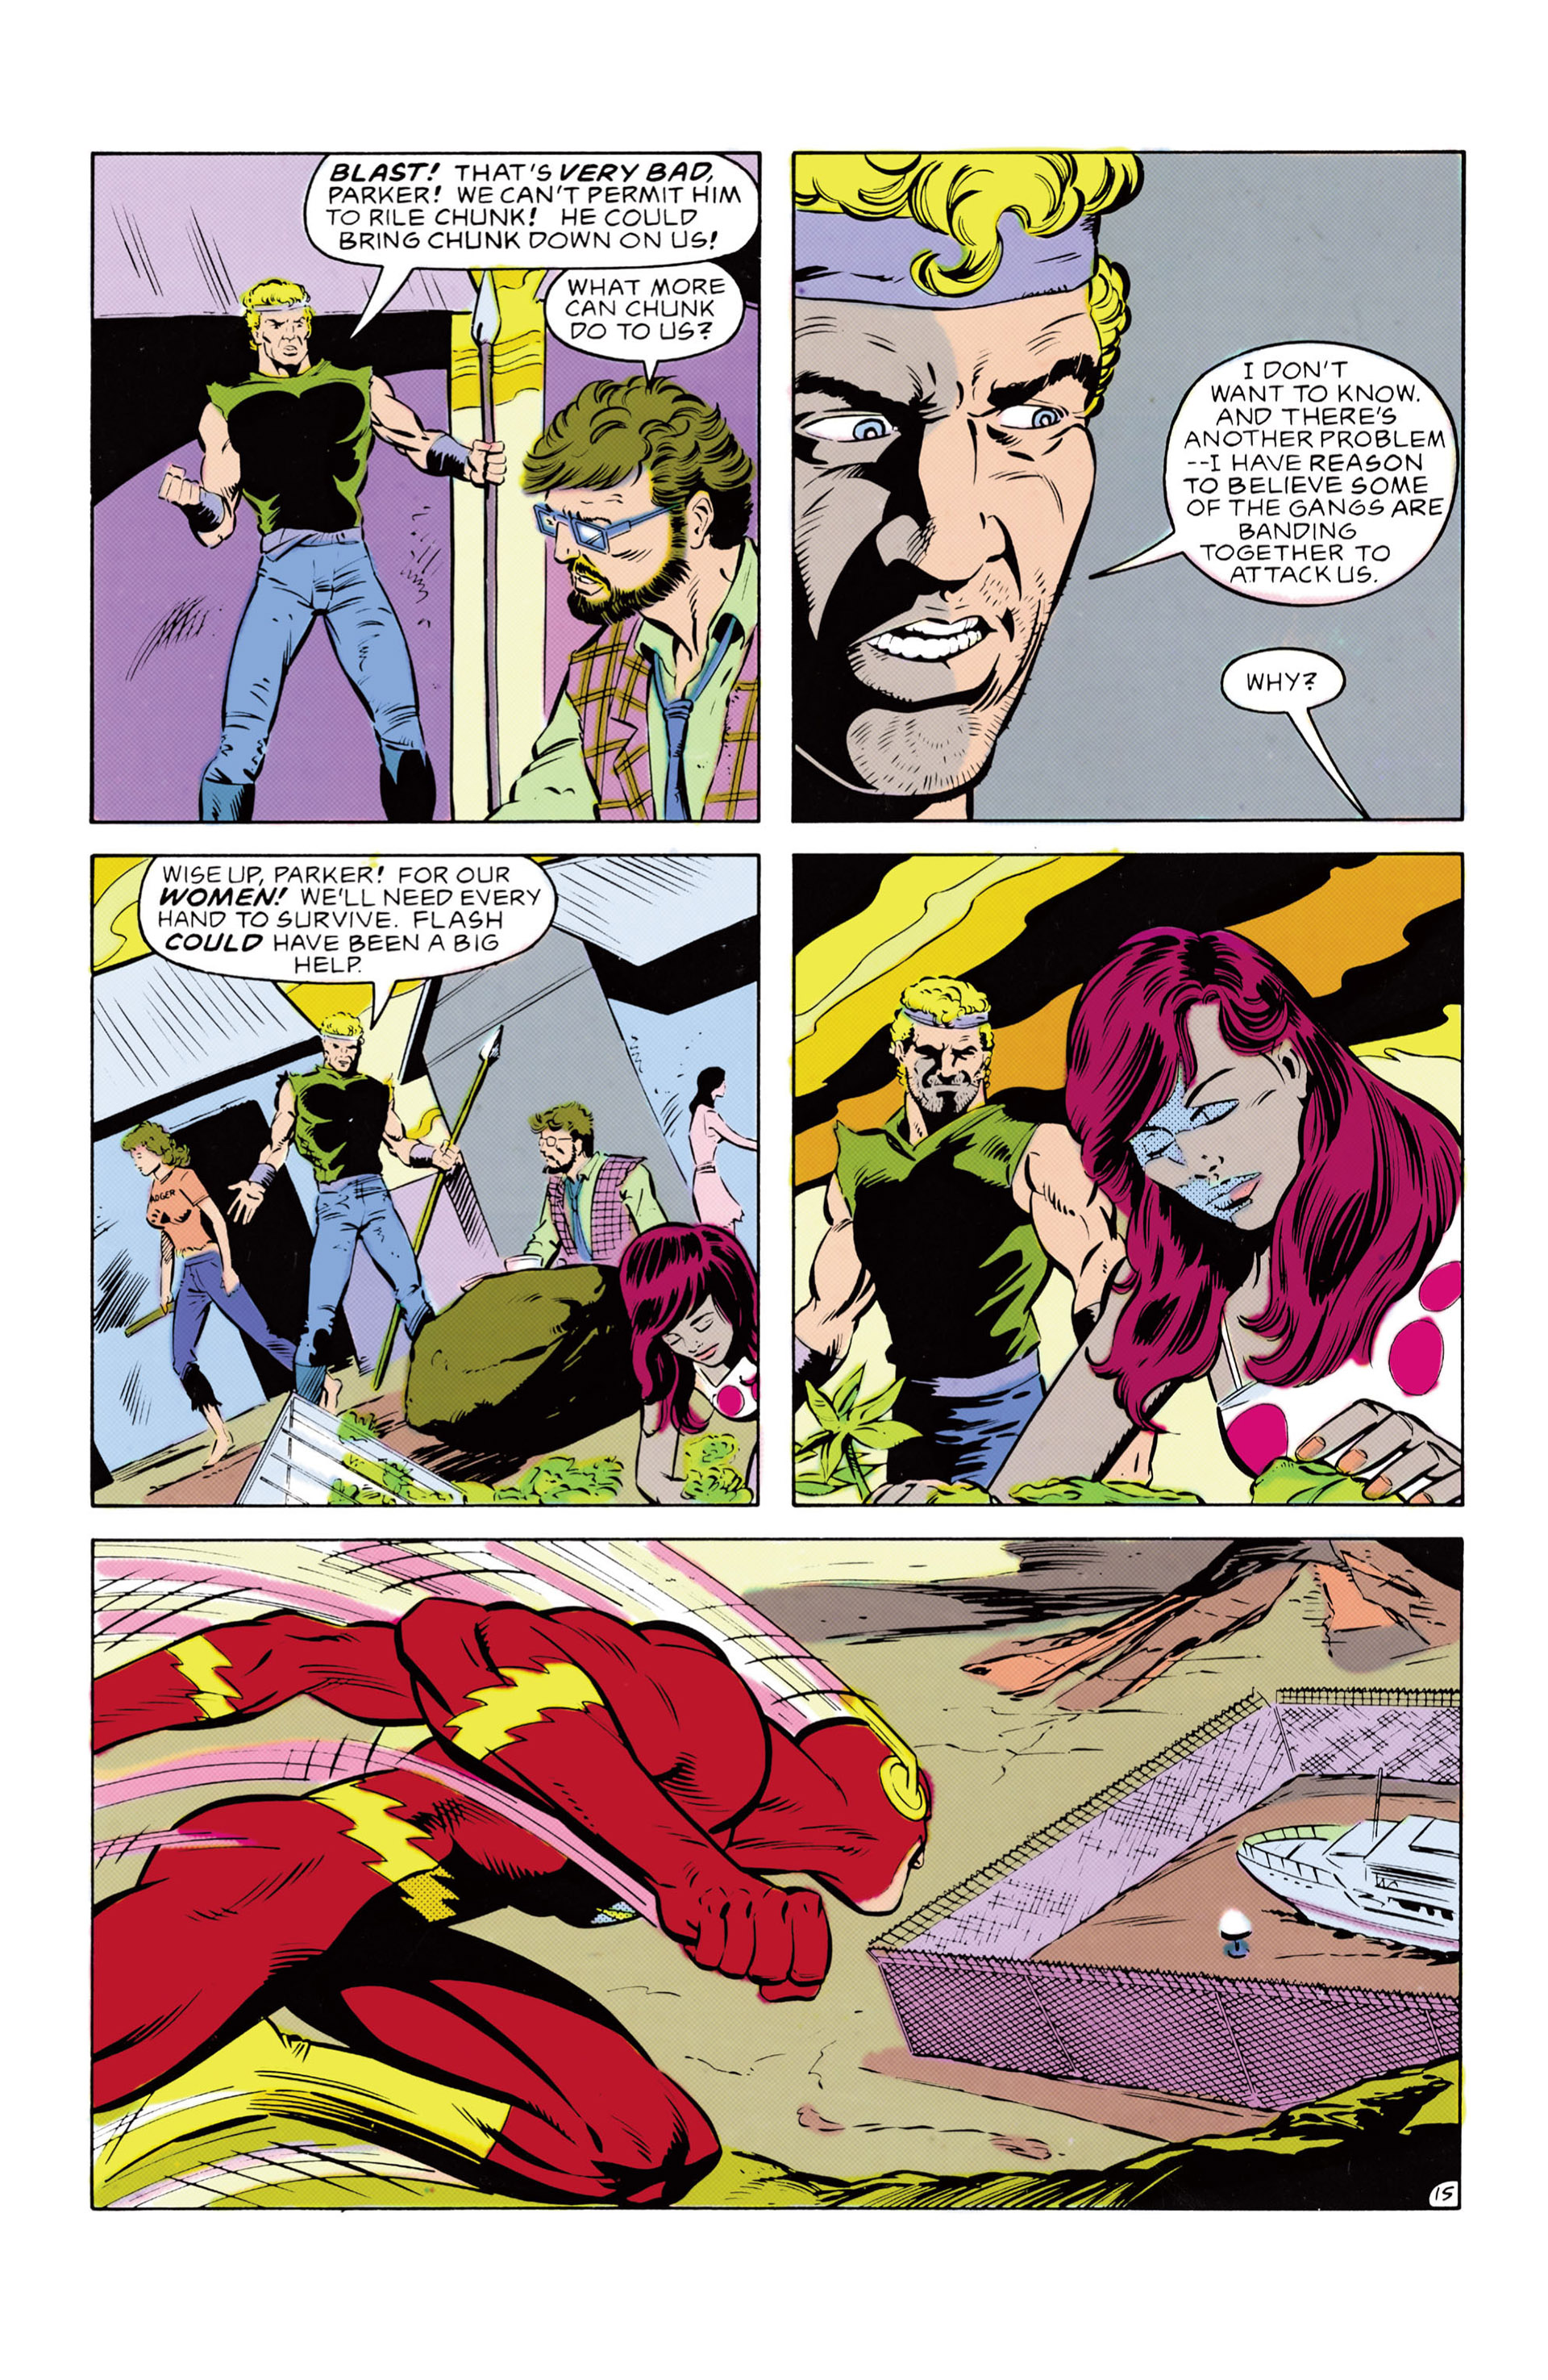 BLAST! THAT'S VERY BAD,
PARKER! WE CAN'T PERMIT HIM
TO RILE CHUNK! HE COULD
BRING CHUNK DOWN ON US!
WHAT MORE
CAN CHUNK
DO TO US?
I DON'T
WANT TO KNOW.
AND THERE'S
ANOTHER PROBLEM
--I HAVE REASON
TO BELIEVE SOME
OF THE GANGS ARE
BANDING
TOGETHER TO
ATTACK US.
WHY?
WISE UP, PARKER! FOR OUR
WOMEN! WE'LL NEED EVERY
HAND TO SURVIVE. FLASH
COULD HAVE BEEN A BIG
HELP.
ADGER
15